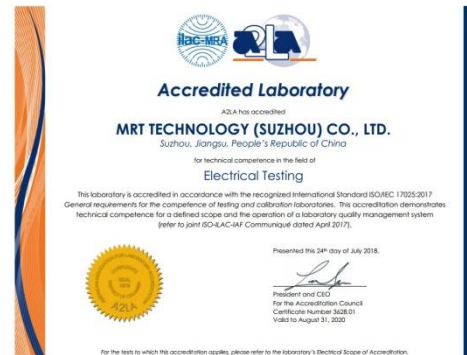 ilac-MRA
A2LA
Accredited Laboratory
A2LA has accredited
MRT TECHNOLOGY (SUZHOU) CO., LTD.
Suzhou, Jiangsu, People's Republic of China
for technical competence in the field of
Electrical Testing
This laboratory is accredited in accordance with the recognized International Standard ISO/IEC 17025:2017
General requirements for the competence of testing and calibration laboratories. This accreditation demonstrates
technical competence for a defined scope and the operation of a laboratory quality management system
(refer to joint ISO-ILAC-IAF Communiqué dated April 2017).
Presented this 24th day of July 2018.
SEAL
1978
A2LA
President and CEO
For the Accreditation Council
Certificate Number 3628.01
Valid to August 31, 2020
For the tests to which this accreditation applies, please refer to the laboratory's Electrical Scope of Accreditation.